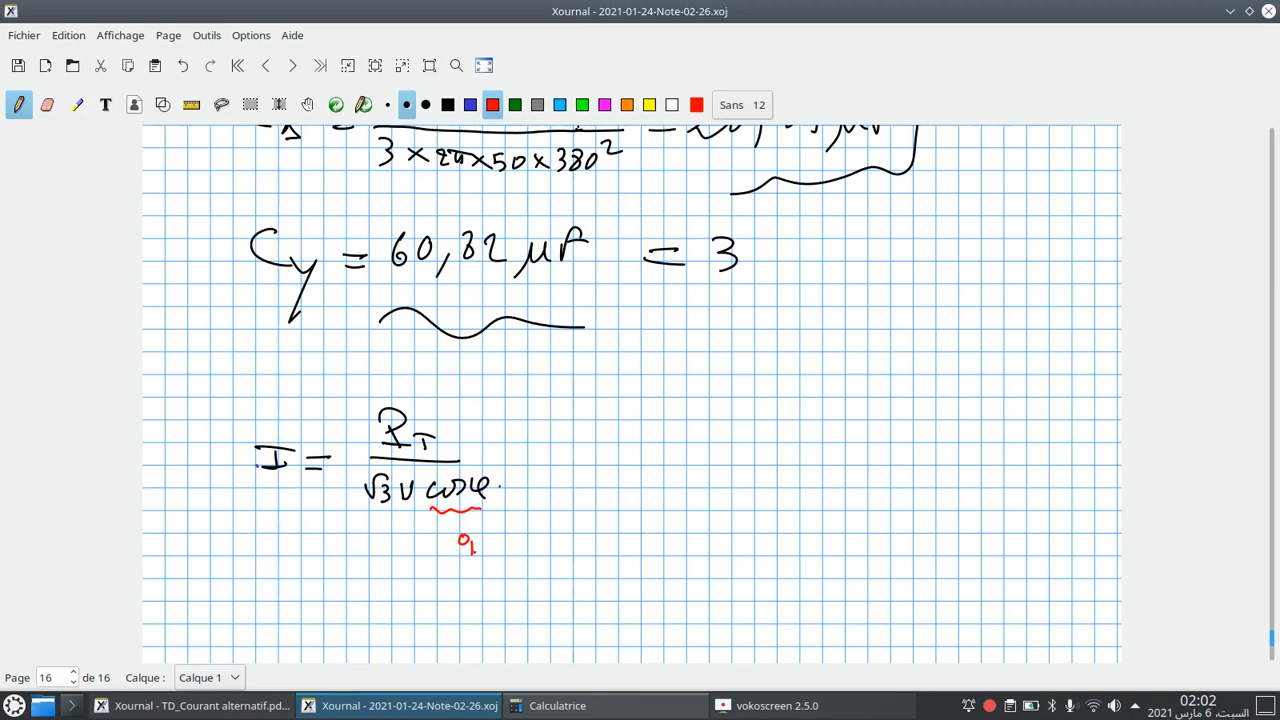 Xournal - 2021-01-24-Note-02-26.xoj
Fichier Edition Affichage Page Outils Options Aide
Sans 12
3 × 2π × 50 × 380²
Cy = 60,32 µF = 3
I = P_T / √3 V cosφ
0,
Page 16 de 16 Calque : Calque 1
Xournal - TD_Courant alternatif.pd... Xournal - 2021-01-24-Note-02-26.xoj Calculatrice vokoscreen 2.5.0
02:02
السبت, 6 مارس 2021